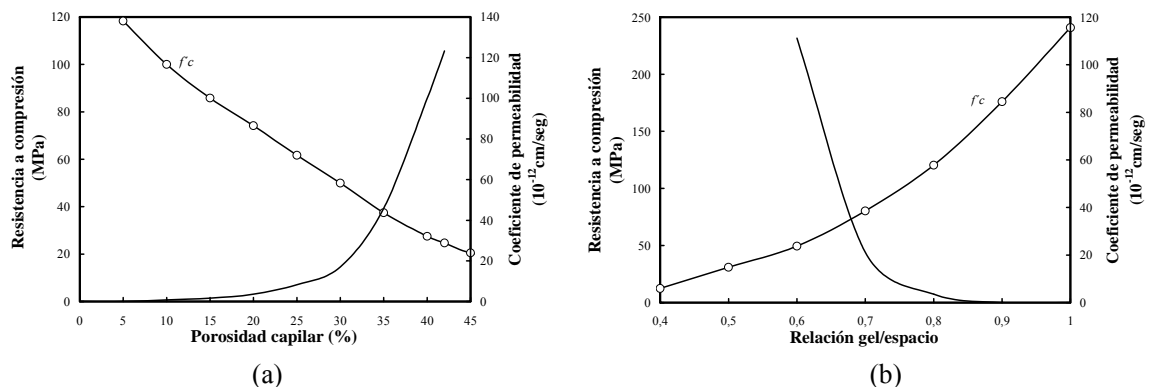 120
100
80
60
40
20
0
Resistencia a compresión
(MPa)
f'c
140
120
100
80
60
40
20
0
Coeficiente de permeabilidad
(10⁻¹²cm/seg)
0 5 10 15 20 25 30 35 40 45
Porosidad capilar (%)
(a)
250
200
150
100
50
0
Resistencia a compresión
(MPa)
f'c
120
100
80
60
40
20
0
Coeficiente de permeabilidad
(10⁻¹²cm/seg)
0,4 0,5 0,6 0,7 0,8 0,9 1
Relación gel/espacio
(b)